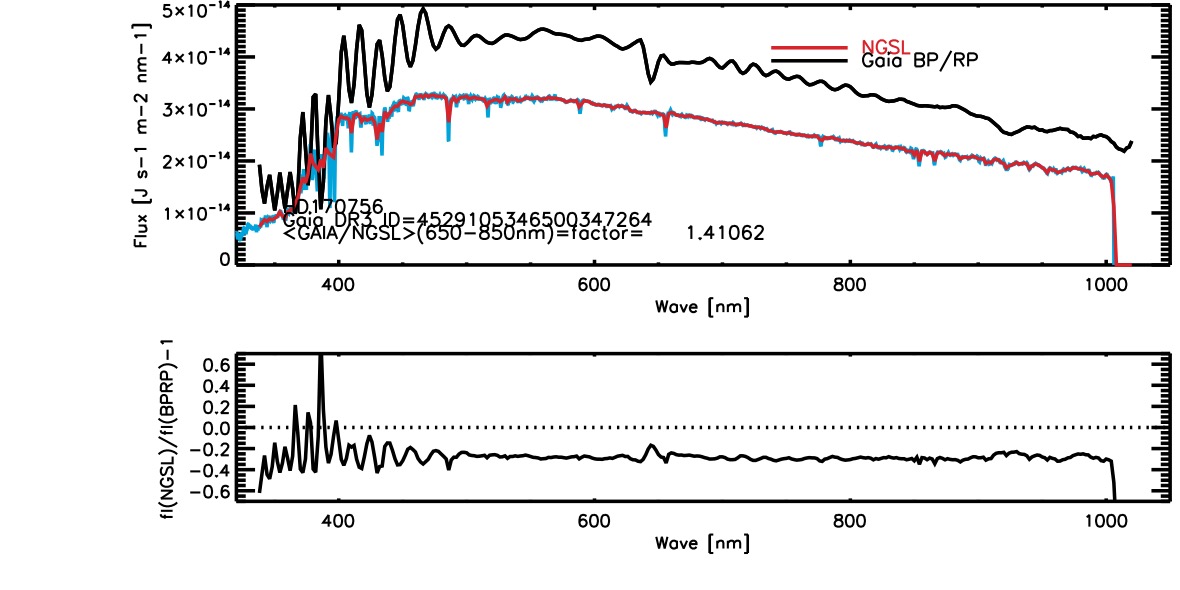 5×10−14
4×10−14
3×10−14
2×10−14
1×10−14
0
Flux [J s−1 m−2 nm−1]
NGSL
Gaia BP/RP
HD170756
Gaia DR3 ID=4529105346500347264
<GAIA/NGSL>(650−850nm)=factor= 1.41062
400 600 800 1000
Wave [nm]
fl(NGSL)/fl(BPRP)−1
0.6
0.4
0.2
0.0
−0.2
−0.4
−0.6
400 600 800 1000
Wave [nm]